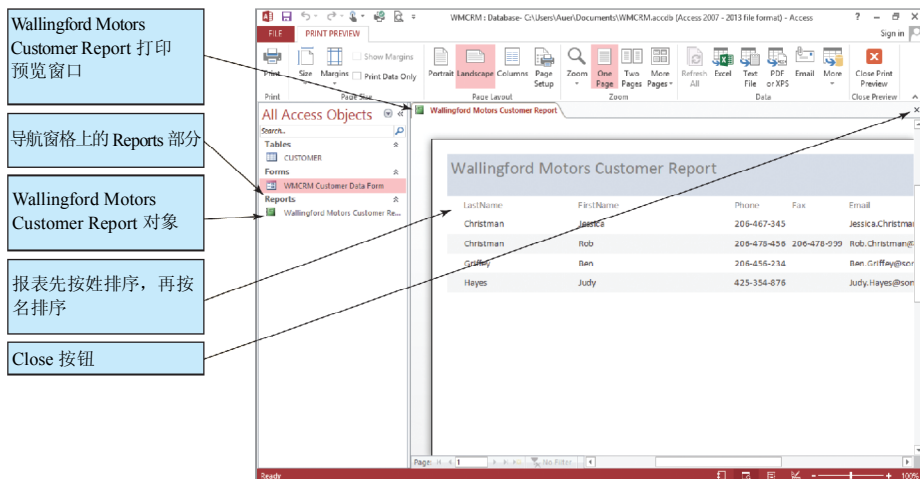 Wallingford Motors
Customer Report 打印
预览窗口
导航窗格上的 Reports 部分
Wallingford Motors
Customer Report 对象
报表先按姓排序，再按
名排序
Close 按钮
WMCRM : Database- C:\Users\Auer\Documents\WMCRM.accdb (Access 2007 - 2013 file format) - Access
FILE PRINT PREVIEW Sign in
Print Size Margins Show Margins Print Data Only Portrait Landscape Columns Page Setup Zoom One Page Two Pages More Pages Refresh All Excel Text File PDF or XPS Email More Close Print Preview
Print Page Size Page Layout Zoom Data Close Preview
All Access Objects
Search..
Tables
CUSTOMER
Forms
WMCRM Customer Data Form
Reports
Wallingford Motors Customer Re...
Wallingford Motors Customer Report
Wallingford Motors Customer Report
LastName FirstName Phone Fax Email
Christman Jessica 206-467-345 Jessica.Christma
Christman Rob 206-478-456 206-478-999 Rob.Christman@
Griffey Ben 206-456-234 Ben.Griffey@son
Hayes Judy 425-354-876 Judy.Hayes@son
Page: 1 No Filter
Ready 100%